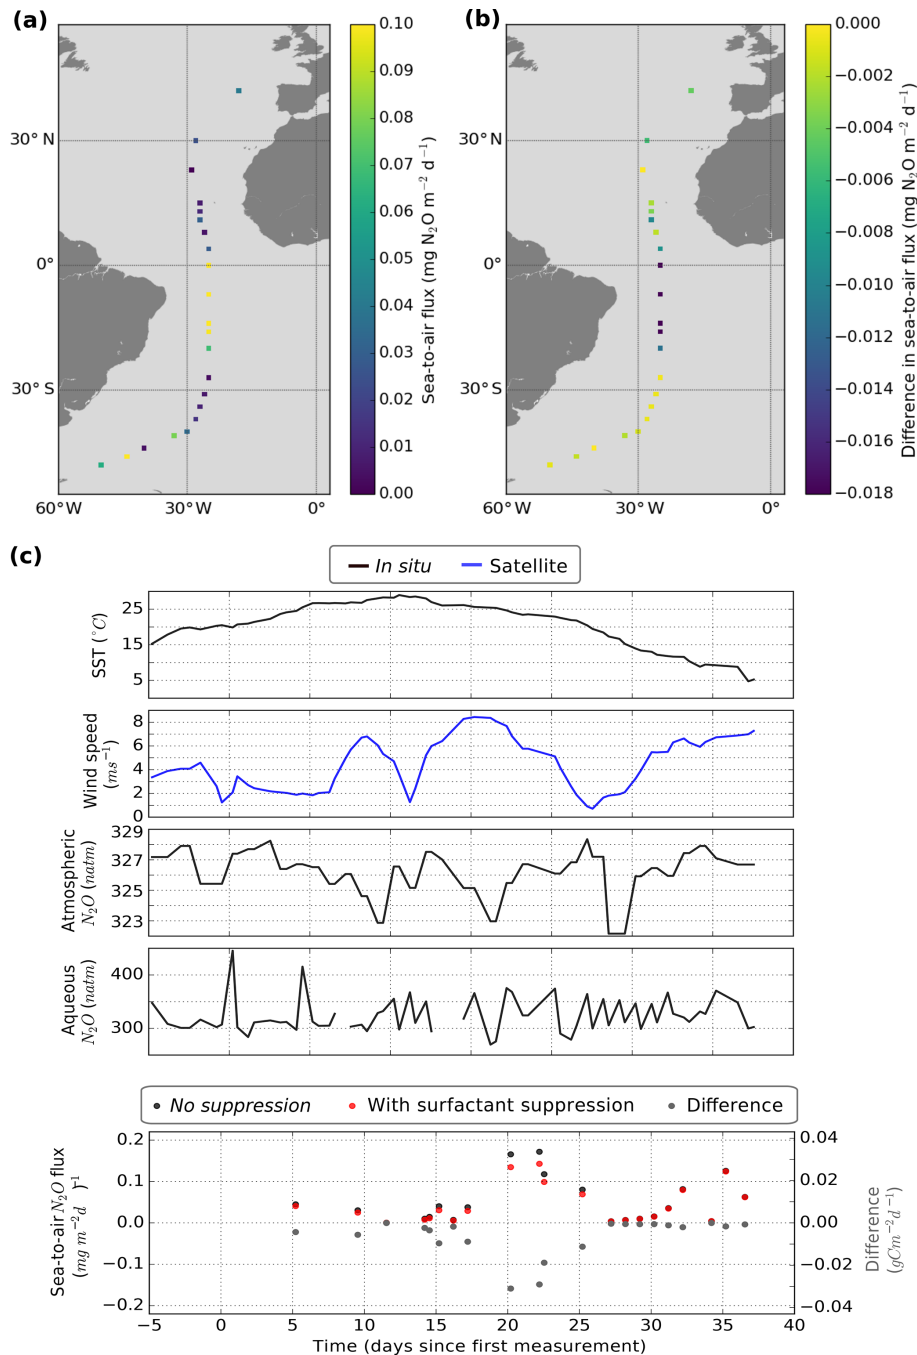 (a)
0.10
0.09
0.08
0.07
0.06
0.05
0.04
0.03
0.02
0.01
0.00
Sea-to-air flux (mg N₂O m⁻² d⁻¹)
30° N
0°
30° S
60°W
30°W
0°
(b)
0.000
−0.002
−0.004
−0.006
−0.008
−0.010
−0.012
−0.014
−0.016
−0.018
Difference in sea-to-air flux (mg N₂O m⁻² d⁻¹)
30° N
0°
30° S
60°W
30°W
0°
(c)
In situ Satellite
SST (°C)
25
15
5
Wind speed
(ms⁻¹)
8
6
4
2
0
Atmospheric
N₂O (natm)
329
327
325
323
Aqueous
N₂O (natm)
400
300
No suppression With surfactant suppression Difference
Sea-to-air N₂O flux
(mg m⁻²d⁻¹)
0.2
0.1
0.0
−0.1
−0.2
0.04
0.02
0.00
−0.02
−0.04
Difference
(gCm⁻²d⁻¹)
−5 0 5 10 15 20 25 30 35 40
Time (days since first measurement)